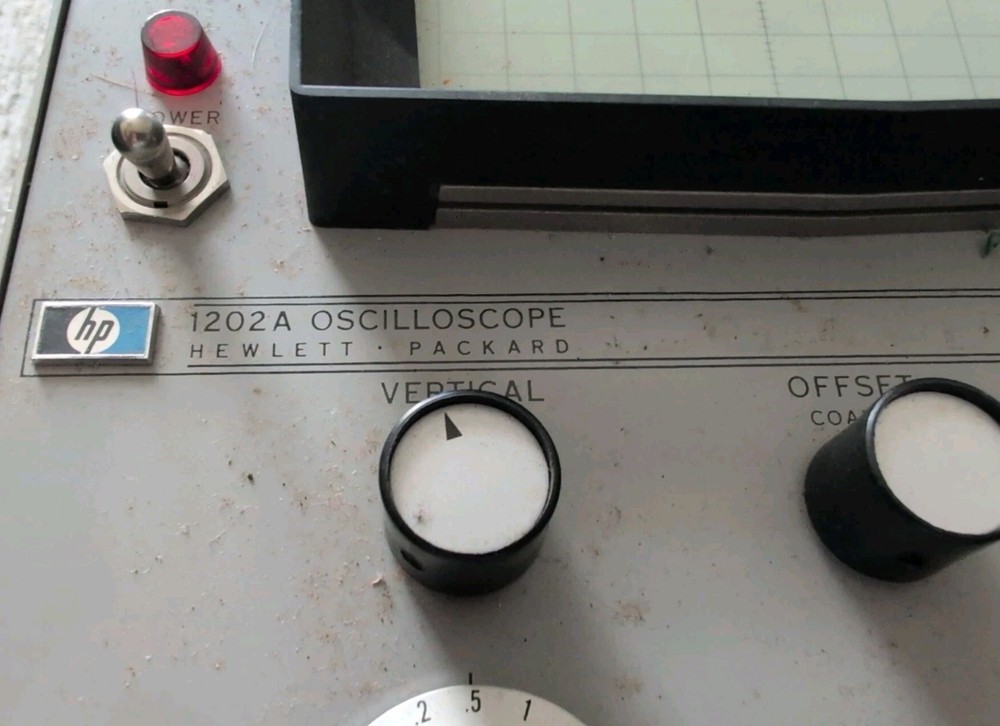 POWER
hp
1202A OSCILLOSCOPE
HEWLETT · PACKARD
VERTICAL
OFFSET
.2 .5 1